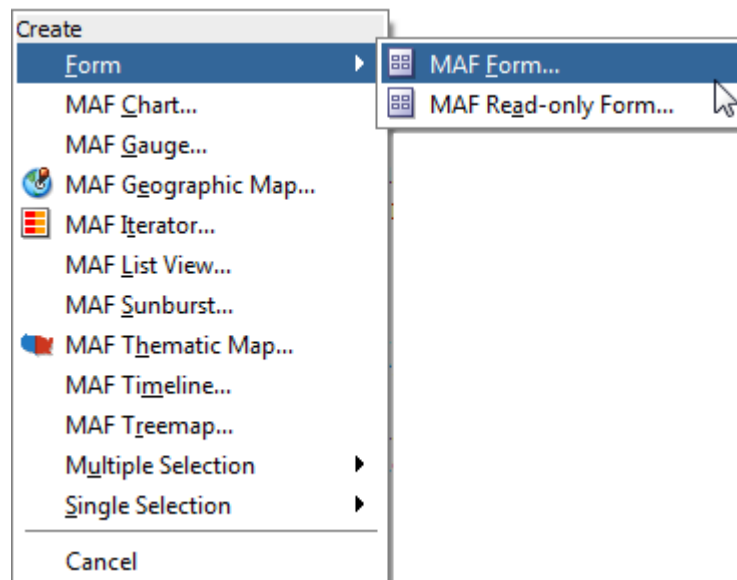 Create
Form
MAF Form...
MAF Read-only Form...
MAF Chart...
MAF Gauge...
MAF Geographic Map...
MAF Iterator...
MAF List View...
MAF Sunburst...
MAF Thematic Map...
MAF Timeline...
MAF Treemap...
Multiple Selection
Single Selection
Cancel